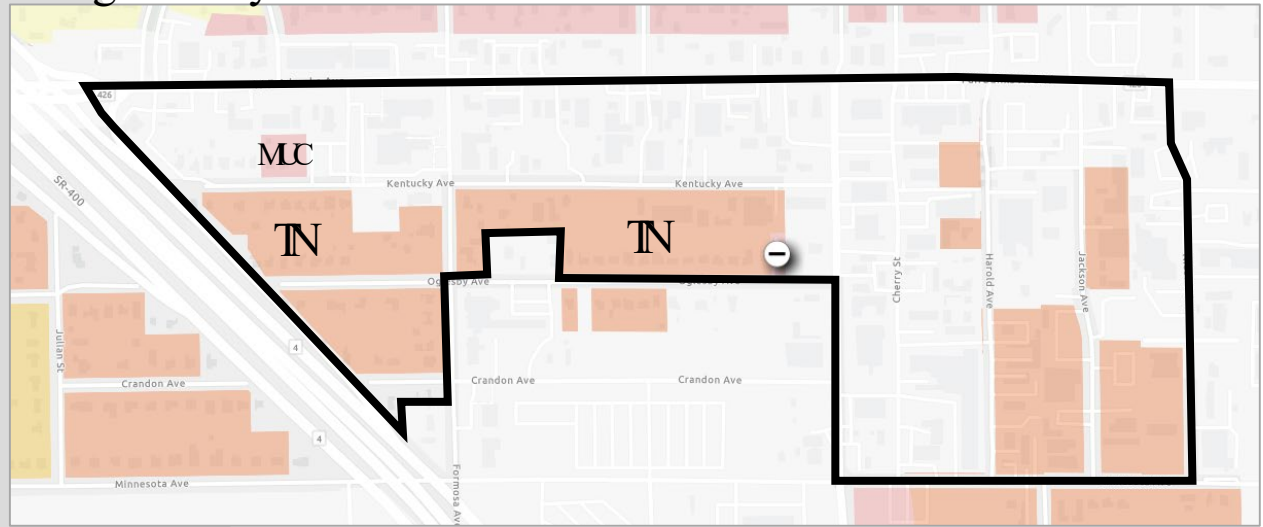 426
MUC
Kentucky Ave
Kentucky Ave
SR-400
TN
TN
Cherry St
Harold Ave
Jackson Ave
Oglesby Ave
Julian St
4
Crandon Ave
Crandon Ave
Crandon Ave
4
Minnesota Ave
Formosa Ave